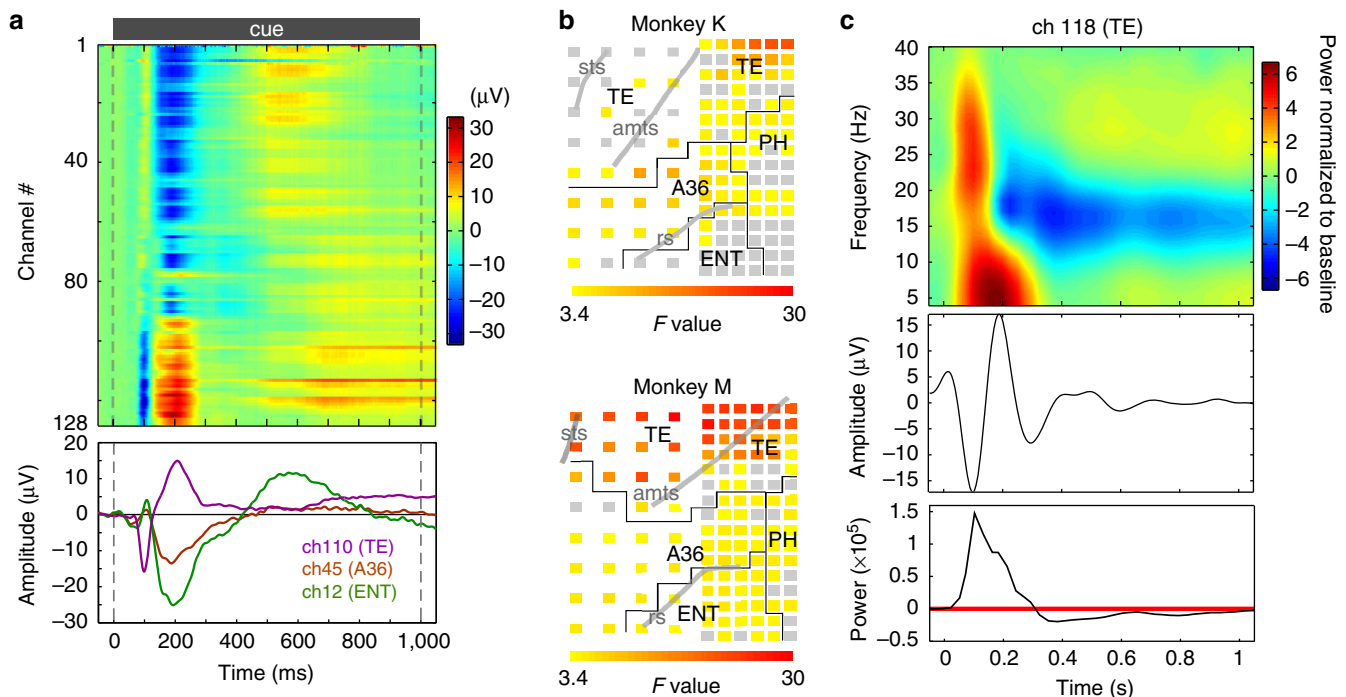 a
cue
1
40
80
128
Channel #
(μV)
30
20
10
0
−10
−20
−30
20
10
0
−10
−20
−30
Amplitude (μV)
ch110 (TE)
ch45 (A36)
ch12 (ENT)
0
200
400
600
800
1,000
Time (ms)
b
Monkey K
sts
TE
TE
amts
PH
A36
rs
ENT
3.4
30
F value
Monkey M
sts
TE
TE
amts
A36
PH
rs
ENT
3.4
30
F value
c
ch 118 (TE)
40
35
30
25
20
15
10
5
Frequency (Hz)
6
4
2
0
−2
−4
−6
Power normalized to baseline
15
10
5
0
−5
−10
−15
Amplitude (μV)
1.5
1
0.5
0
−0.5
Power (×10⁵)
0
0.2
0.4
0.6
0.8
1
Time (s)